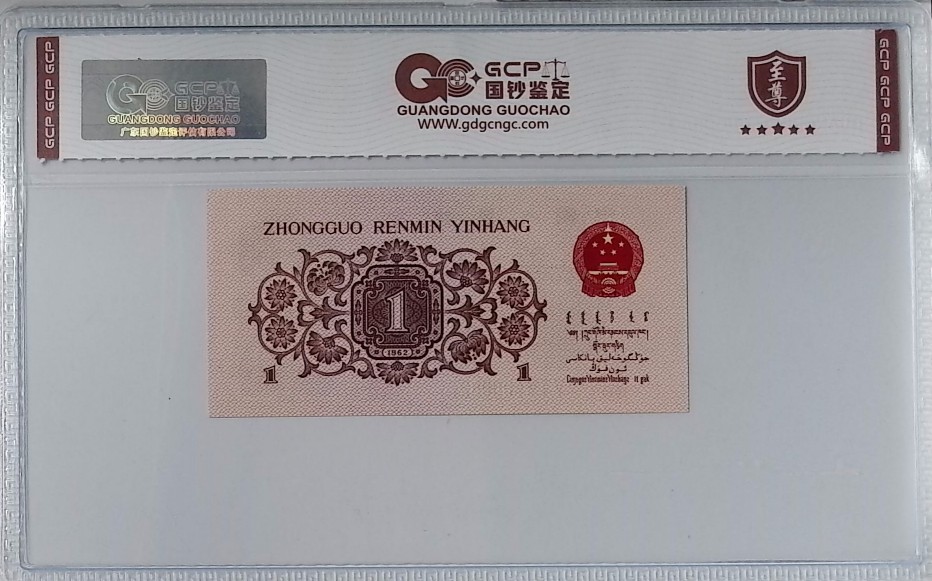 GCP GCP GCP
GCP
国钞鉴定
GUANGDONG GUOCHAO
广东国钞鉴定评估有限公司
GCP
国钞鉴定
GUANGDONG GUOCHAO
WWW.gdgcngc.com
至尊
GCP GCP GCP
ZHONGGUO RENMIN YINHANG
1
1962
1
1